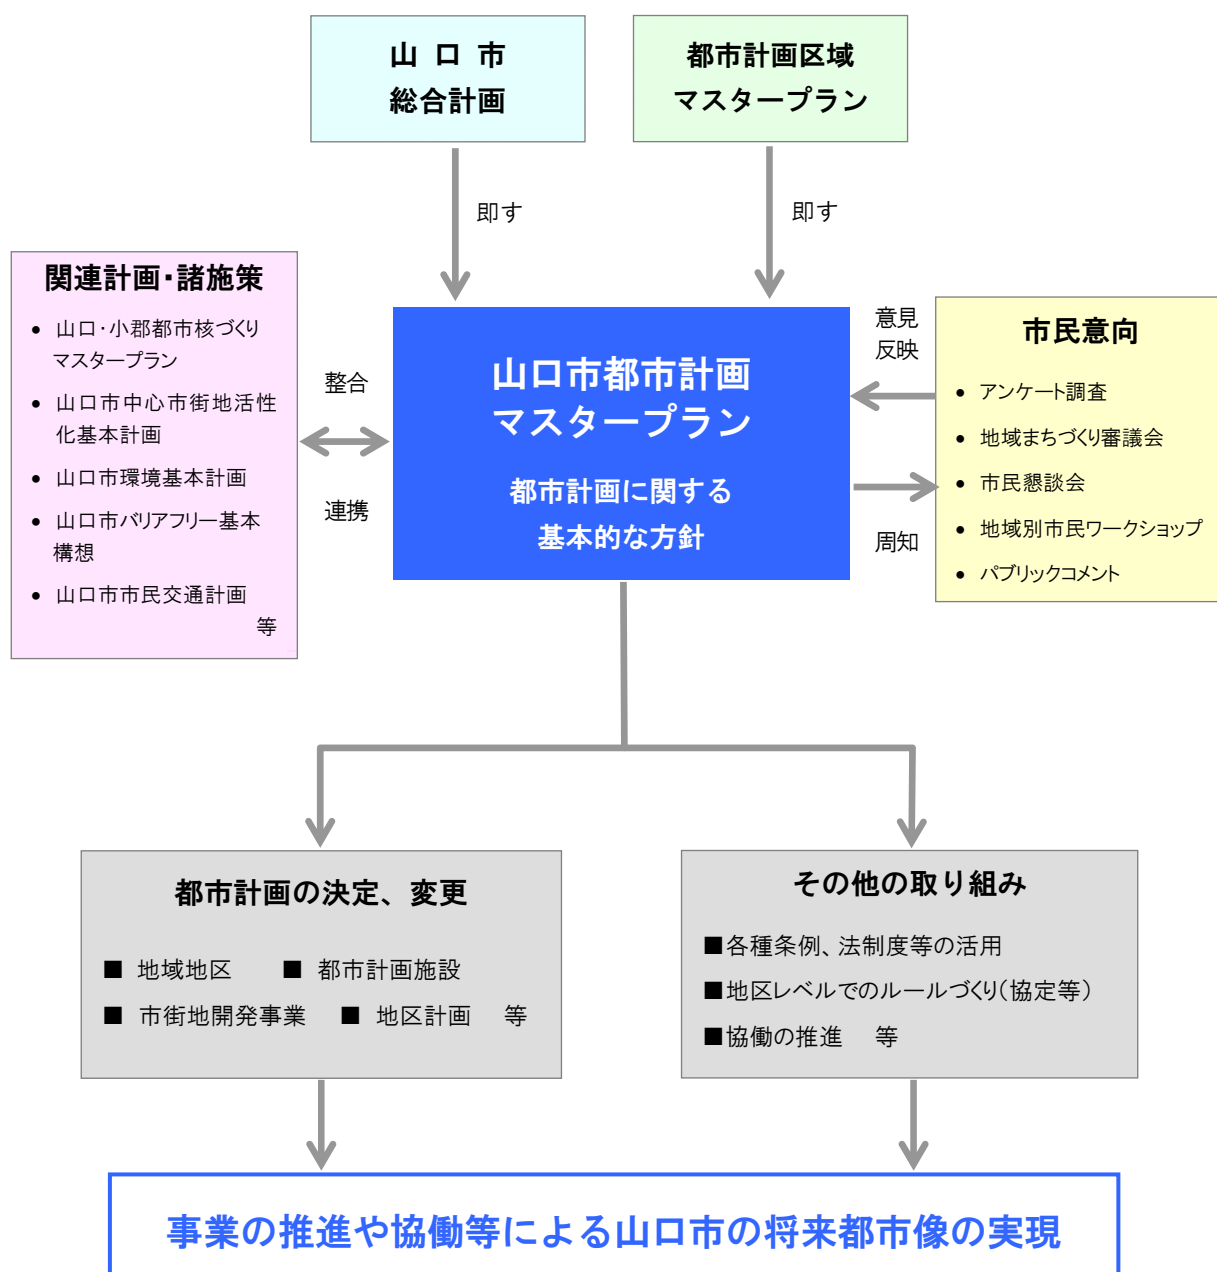 山口市
総合計画
都市計画区域
マスタープラン
即す
即す
関連計画・諸施策
● 山口・小郡都市核づくり
マスタープラン
● 山口市中心市街地活性
化基本計画
● 山口市環境基本計画
● 山口市バリアフリー基本
構想
● 山口市市民交通計画
等
整合
連携
山口市都市計画
マスタープラン
都市計画に関する
基本的な方針
意見
反映
周知
市民意向
● アンケート調査
● 地域まちづくり審議会
● 市民懇談会
● 地域別市民ワークショップ
● パブリックコメント
都市計画の決定、変更
■ 地域地区 ■ 都市計画施設
■ 市街地開発事業 ■ 地区計画 等
その他の取り組み
■各種条例、法制度等の活用
■地区レベルでのルールづくり（協定等）
■協働の推進 等
事業の推進や協働等による山口市の将来都市像の実現